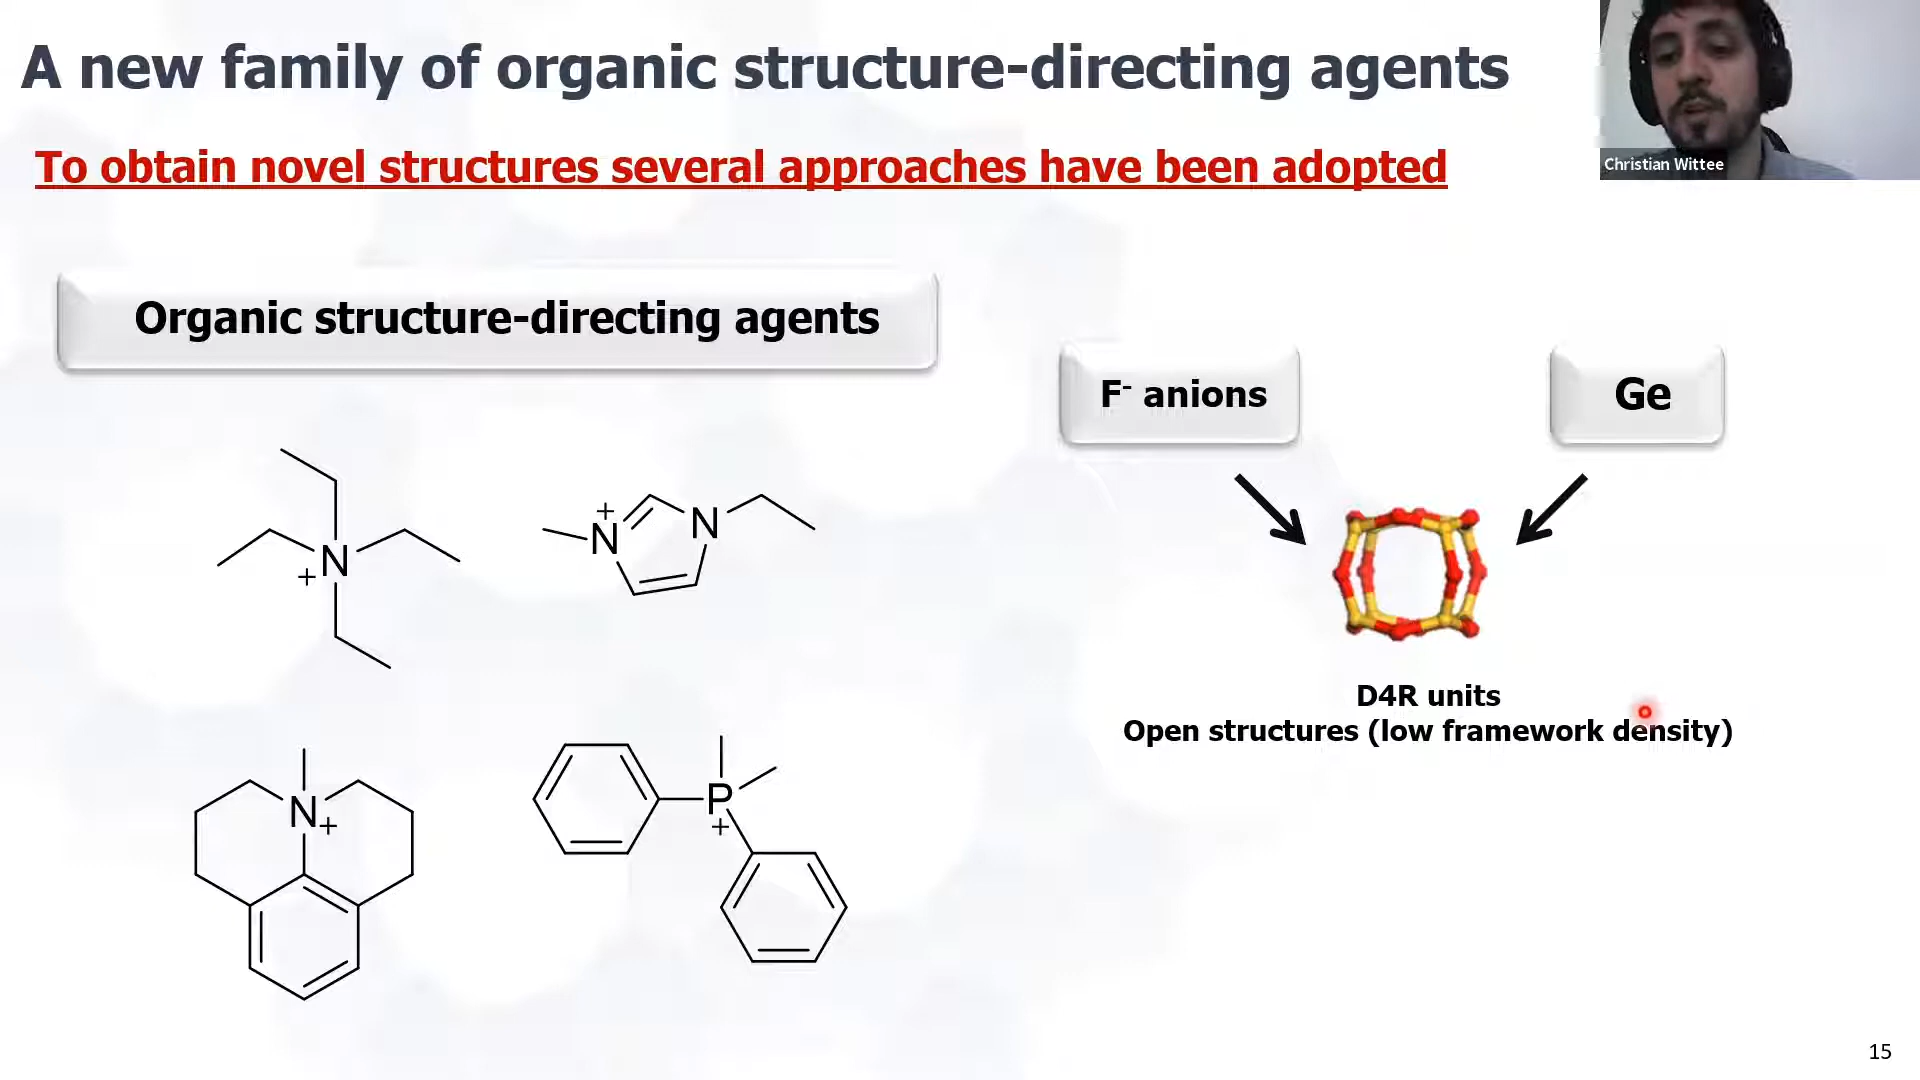 A new family of organic structure-directing agents
Christian Wittee
To obtain novel structures several approaches have been adopted
Organic structure-directing agents
F- anions
Ge
N
+
+
N
N
D4R units
Open structures (low framework density)
N
+
P
+
15